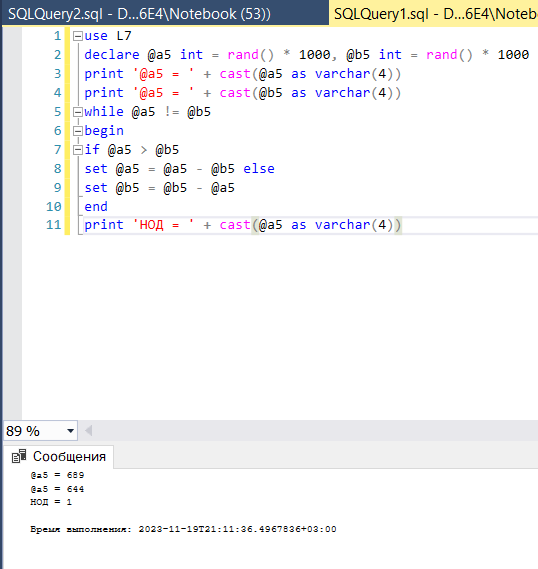 SQLQuery2.sql - D...6E4\Notebook (53))
SQLQuery1.sql - D...6E4\Noteb
1 use L7
2 declare @a5 int = rand() * 1000, @b5 int = rand() * 1000
3 print '@a5 = ' + cast(@a5 as varchar(4))
4 print '@a5 = ' + cast(@b5 as varchar(4))
5 while @a5 != @b5
6 begin
7 if @a5 > @b5
8 set @a5 = @a5 - @b5 else
9 set @b5 = @b5 - @a5
10 end
11 print 'НОД = ' + cast(@a5 as varchar(4))
89 %
Сообщения
@a5 = 689
@a5 = 644
НОД = 1
Время выполнения: 2023-11-19T21:11:36.4967836+03:00